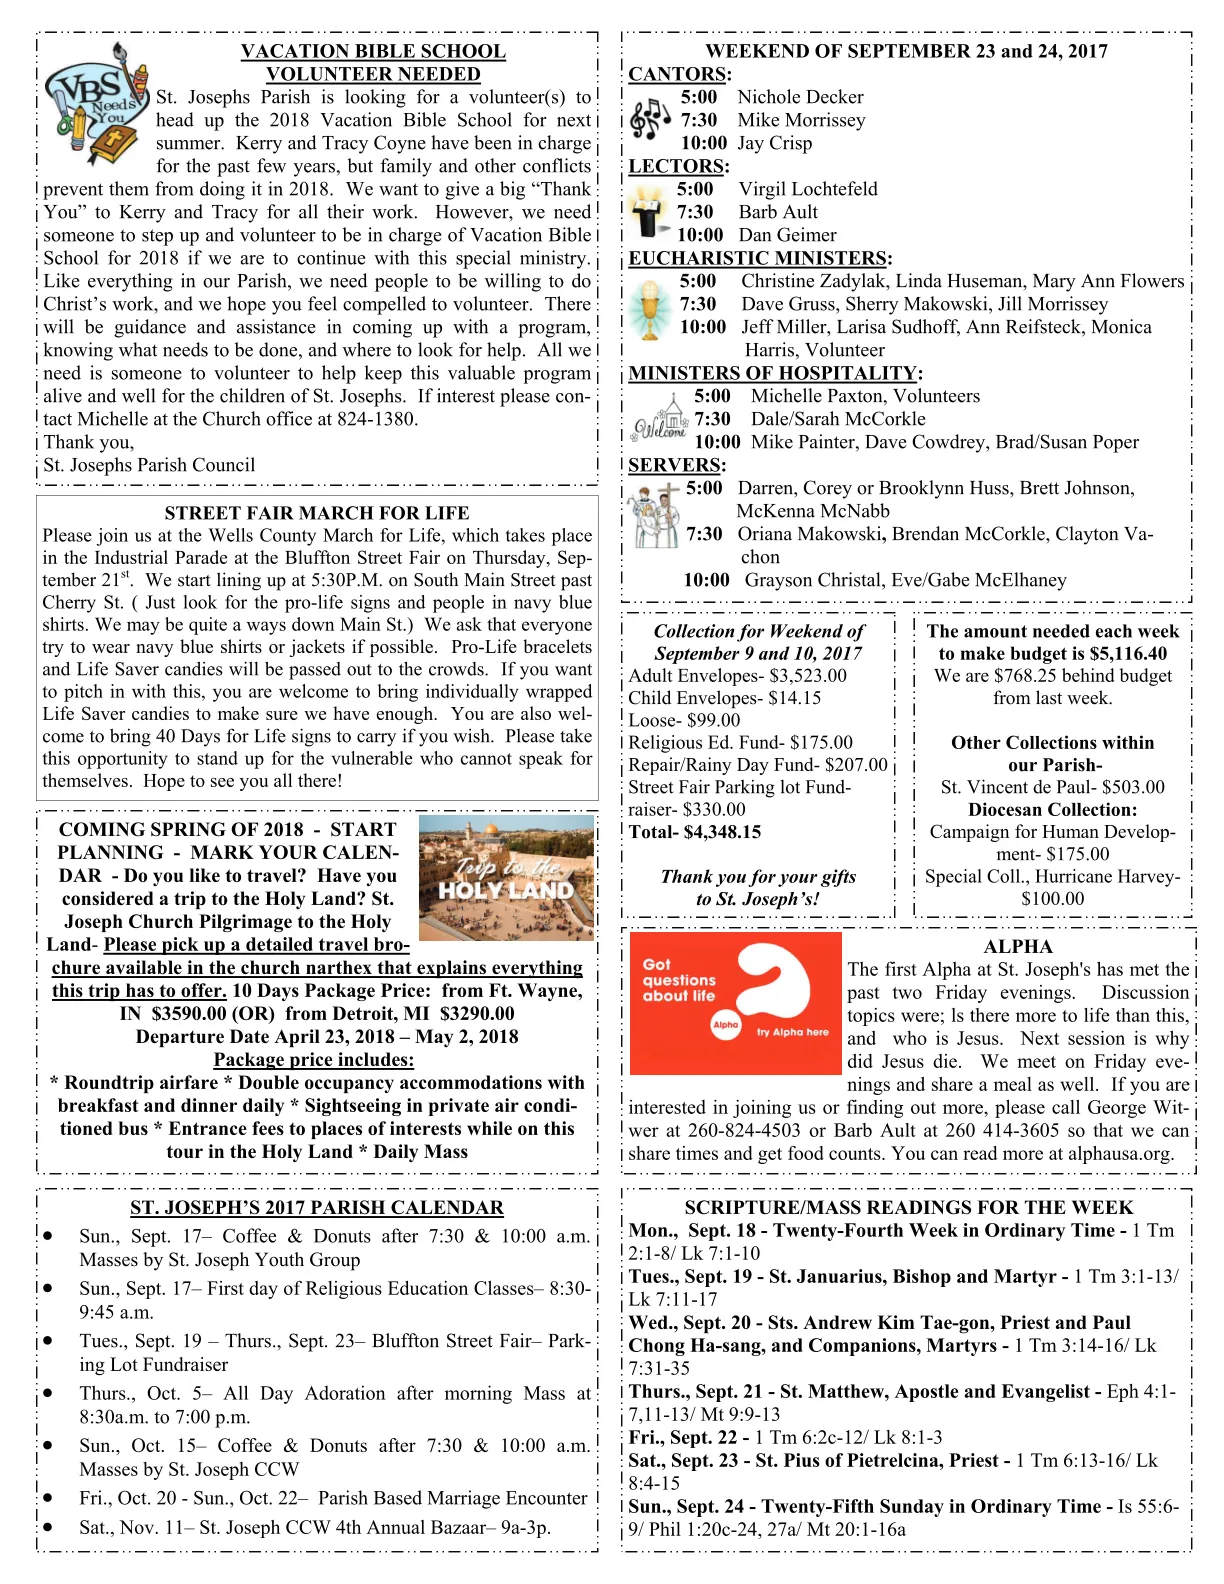 VACATION BIBLE SCHOOL
VOLUNTEER NEEDED
VBS
Needs
You
St. Josephs Parish is looking for a volunteer(s) to
head up the 2018 Vacation Bible School for next
summer. Kerry and Tracy Coyne have been in charge
for the past few years, but family and other conflicts
prevent them from doing it in 2018. We want to give a big “Thank
You” to Kerry and Tracy for all their work. However, we need
someone to step up and volunteer to be in charge of Vacation Bible
School for 2018 if we are to continue with this special ministry.
Like everything in our Parish, we need people to be willing to do
Christ’s work, and we hope you feel compelled to volunteer. There
will be guidance and assistance in coming up with a program,
knowing what needs to be done, and where to look for help. All we
need is someone to volunteer to help keep this valuable program
alive and well for the children of St. Josephs. If interest please con-
tact Michelle at the Church office at 824-1380.
Thank you,
St. Josephs Parish Council
STREET FAIR MARCH FOR LIFE
Please join us at the Wells County March for Life, which takes place
in the Industrial Parade at the Bluffton Street Fair on Thursday, Sep-
tember 21st. We start lining up at 5:30P.M. on South Main Street past
Cherry St. ( Just look for the pro-life signs and people in navy blue
shirts. We may be quite a ways down Main St.) We ask that everyone
try to wear navy blue shirts or jackets if possible. Pro-Life bracelets
and Life Saver candies will be passed out to the crowds. If you want
to pitch in with this, you are welcome to bring individually wrapped
Life Saver candies to make sure we have enough. You are also wel-
come to bring 40 Days for Life signs to carry if you wish. Please take
this opportunity to stand up for the vulnerable who cannot speak for
themselves. Hope to see you all there!
COMING SPRING OF 2018 - START
PLANNING - MARK YOUR CALEN-
DAR - Do you like to travel? Have you
considered a trip to the Holy Land? St.
Joseph Church Pilgrimage to the Holy
Land- Please pick up a detailed travel bro-
chure available in the church narthex that explains everything
this trip has to offer. 10 Days Package Price: from Ft. Wayne,
IN $3590.00 (OR) from Detroit, MI $3290.00
Departure Date April 23, 2018 – May 2, 2018
Package price includes:
* Roundtrip airfare * Double occupancy accommodations with
breakfast and dinner daily * Sightseeing in private air condi-
tioned bus * Entrance fees to places of interests while on this
tour in the Holy Land * Daily Mass
Trip to the
HOLY LAND
ST. JOSEPH’S 2017 PARISH CALENDAR
• Sun., Sept. 17– Coffee & Donuts after 7:30 & 10:00 a.m.
Masses by St. Joseph Youth Group
• Sun., Sept. 17– First day of Religious Education Classes– 8:30-
9:45 a.m.
• Tues., Sept. 19 – Thurs., Sept. 23– Bluffton Street Fair– Park-
ing Lot Fundraiser
• Thurs., Oct. 5– All Day Adoration after morning Mass at
8:30a.m. to 7:00 p.m.
• Sun., Oct. 15– Coffee & Donuts after 7:30 & 10:00 a.m.
Masses by St. Joseph CCW
• Fri., Oct. 20 - Sun., Oct. 22– Parish Based Marriage Encounter
• Sat., Nov. 11– St. Joseph CCW 4th Annual Bazaar– 9a-3p.
WEEKEND OF SEPTEMBER 23 and 24, 2017
CANTORS:
5:00 Nichole Decker
7:30 Mike Morrissey
10:00 Jay Crisp
LECTORS:
5:00 Virgil Lochtefeld
7:30 Barb Ault
10:00 Dan Geimer
EUCHARISTIC MINISTERS:
5:00 Christine Zadylak, Linda Huseman, Mary Ann Flowers
7:30 Dave Gruss, Sherry Makowski, Jill Morrissey
10:00 Jeff Miller, Larisa Sudhoff, Ann Reifsteck, Monica
Harris, Volunteer
MINISTERS OF HOSPITALITY:
Welcome
5:00 Michelle Paxton, Volunteers
7:30 Dale/Sarah McCorkle
10:00 Mike Painter, Dave Cowdrey, Brad/Susan Poper
SERVERS:
5:00 Darren, Corey or Brooklynn Huss, Brett Johnson,
McKenna McNabb
7:30 Oriana Makowski, Brendan McCorkle, Clayton Va-
chon
10:00 Grayson Christal, Eve/Gabe McElhaney
Collection for Weekend of
September 9 and 10, 2017
Adult Envelopes- $3,523.00
Child Envelopes- $14.15
Loose- $99.00
Religious Ed. Fund- $175.00
Repair/Rainy Day Fund- $207.00
Street Fair Parking lot Fund-
raiser- $330.00
Total- $4,348.15
Thank you for your gifts
to St. Joseph’s!
The amount needed each week
to make budget is $5,116.40
We are $768.25 behind budget
from last week.
Other Collections within
our Parish-
St. Vincent de Paul- $503.00
Diocesan Collection:
Campaign for Human Develop-
ment- $175.00
Special Coll., Hurricane Harvey-
$100.00
Got
questions
about life
Alpha
try Alpha here
ALPHA
The first Alpha at St. Joseph's has met the
past two Friday evenings. Discussion
topics were; ls there more to life than this,
and who is Jesus. Next session is why
did Jesus die. We meet on Friday eve-
nings and share a meal as well. If you are
interested in joining us or finding out more, please call George Wit-
wer at 260-824-4503 or Barb Ault at 260 414-3605 so that we can
share times and get food counts. You can read more at alphausa.org.
SCRIPTURE/MASS READINGS FOR THE WEEK
Mon., Sept. 18 - Twenty-Fourth Week in Ordinary Time - 1 Tm
2:1-8/ Lk 7:1-10
Tues., Sept. 19 - St. Januarius, Bishop and Martyr - 1 Tm 3:1-13/
Lk 7:11-17
Wed., Sept. 20 - Sts. Andrew Kim Tae-gon, Priest and Paul
Chong Ha-sang, and Companions, Martyrs - 1 Tm 3:14-16/ Lk
7:31-35
Thurs., Sept. 21 - St. Matthew, Apostle and Evangelist - Eph 4:1-
7,11-13/ Mt 9:9-13
Fri., Sept. 22 - 1 Tm 6:2c-12/ Lk 8:1-3
Sat., Sept. 23 - St. Pius of Pietrelcina, Priest - 1 Tm 6:13-16/ Lk
8:4-15
Sun., Sept. 24 - Twenty-Fifth Sunday in Ordinary Time - Is 55:6-
9/ Phil 1:20c-24, 27a/ Mt 20:1-16a